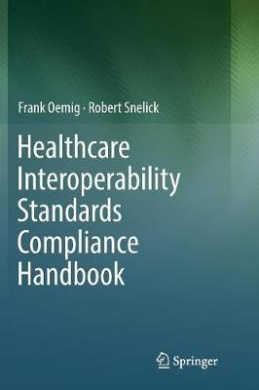 Frank Oemig · Robert Snelick
Healthcare
Interoperability
Standards
Compliance
Handbook
Springer